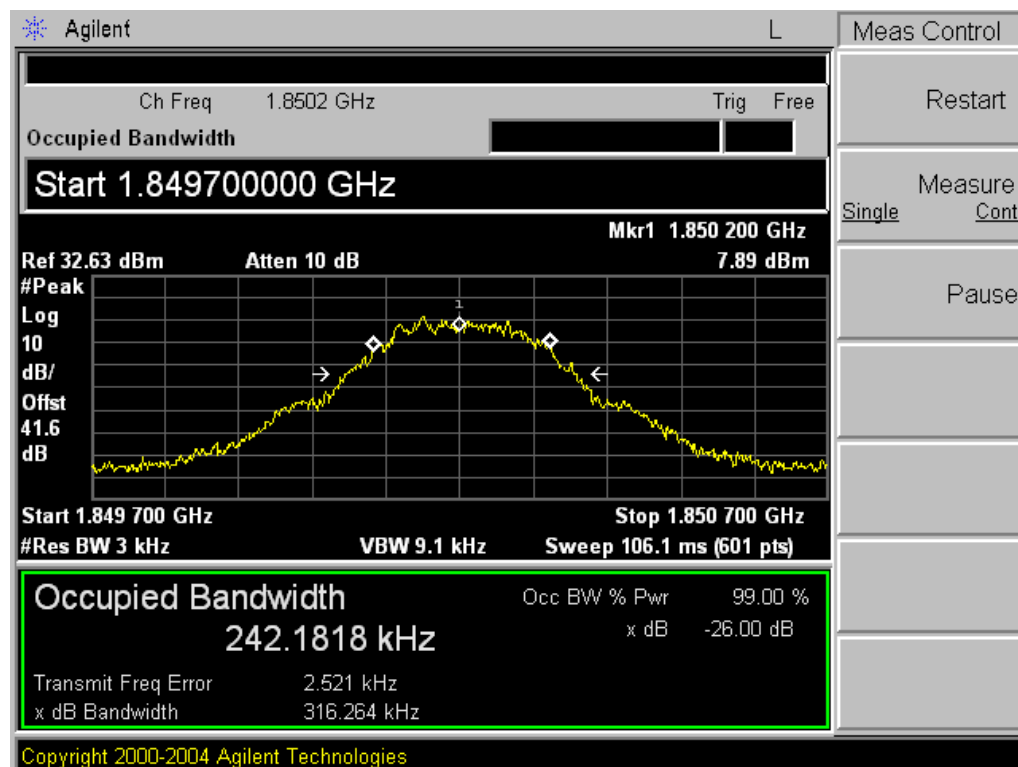 Agilent L
Meas Control
Ch Freq 1.8502 GHz Trig Free
Occupied Bandwidth
Start 1.849700000 GHz
Mkr1 1.850 200 GHz
Ref 32.63 dBm Atten 10 dB 7.89 dBm
#Peak
Log
10
dB/
Offst
41.6
dB
1
Start 1.849 700 GHz Stop 1.850 700 GHz
#Res BW 3 kHz VBW 9.1 kHz Sweep 106.1 ms (601 pts)
Occupied Bandwidth Occ BW % Pwr 99.00 %
242.1818 kHz x dB -26.00 dB
Transmit Freq Error 2.521 kHz
x dB Bandwidth 316.264 kHz
Copyright 2000-2004 Agilent Technologies
Restart
Measure
Single Cont
Pause